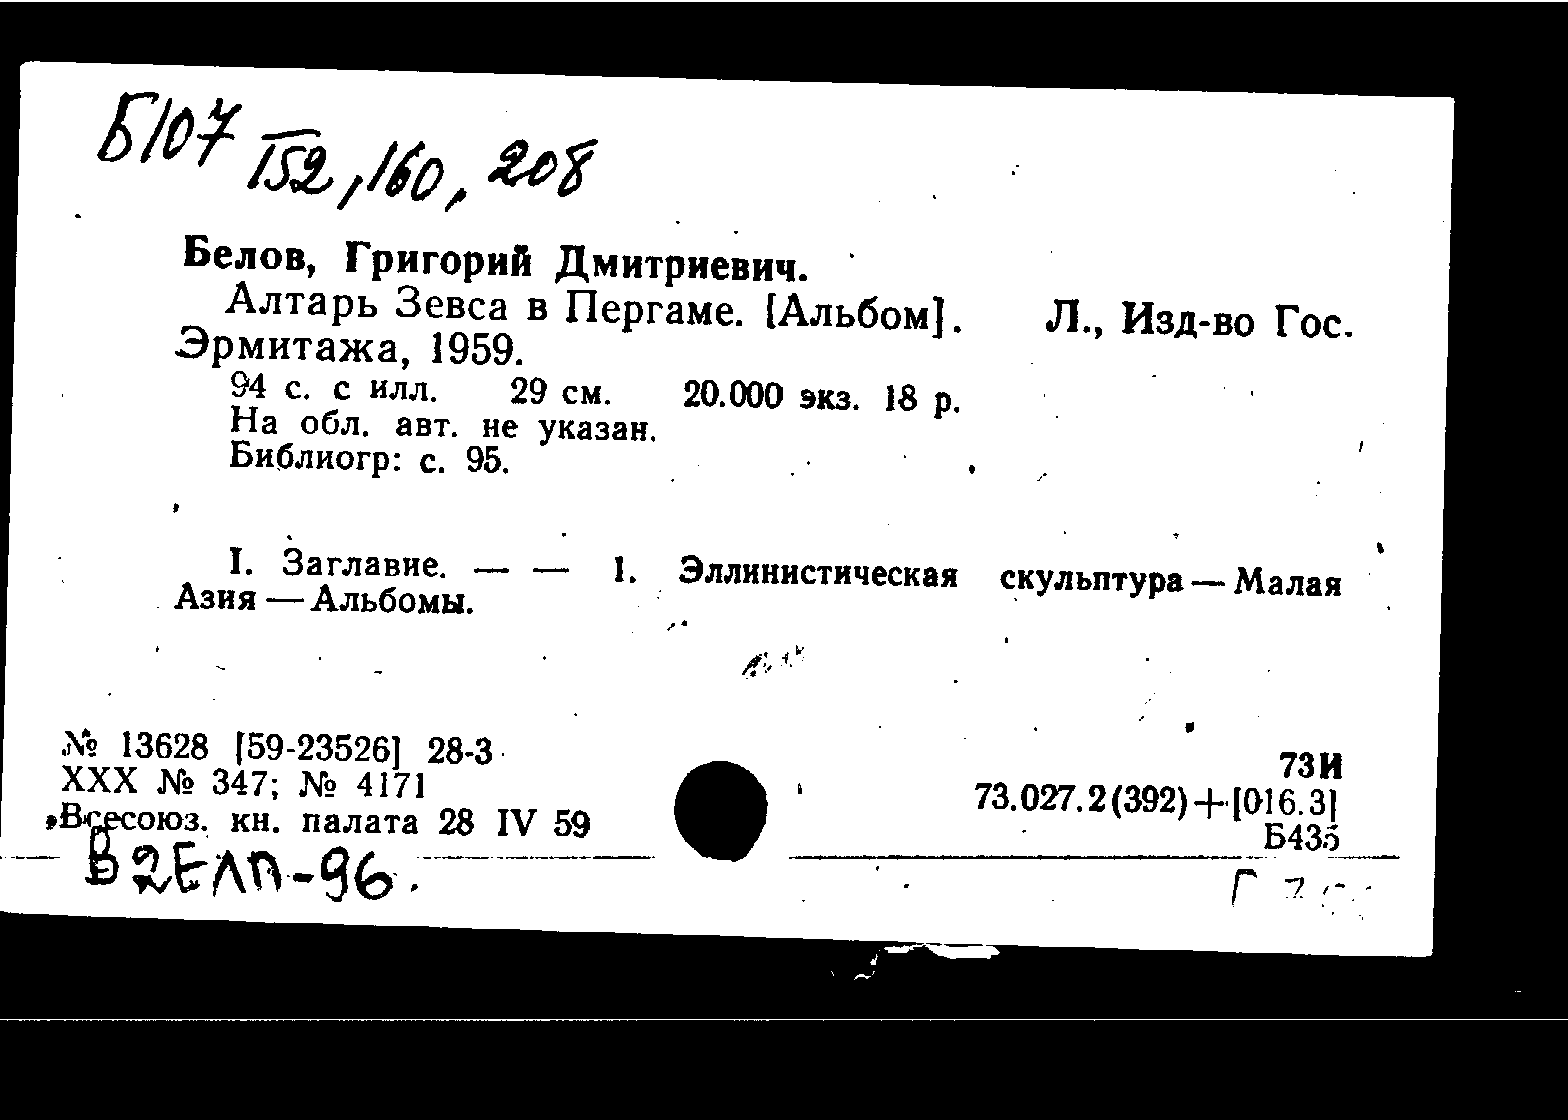 Б107
152, 160, 208
Белов, Григорий Дмитриевич.
Алтарь Зевса в Пергаме. [Альбом]. Л., Изд-во Гос.
Эрмитажа, 1959.
94 с. с илл. 29 см. 20.000 экз. 18 р.
На обл. авт. не указан.
Библиогр: с. 95.
I. Заглавие. — — 1. Эллинистическая скульптура — Малая
Азия — Альбомы.
№ 13628 [59-23526] 28-3
XXX № 347; № 4171
Всесоюз. кн. палата 28 IV 59
73И
73.027.2(392)+[016.3]
Б435
В2ЕЛП-96.